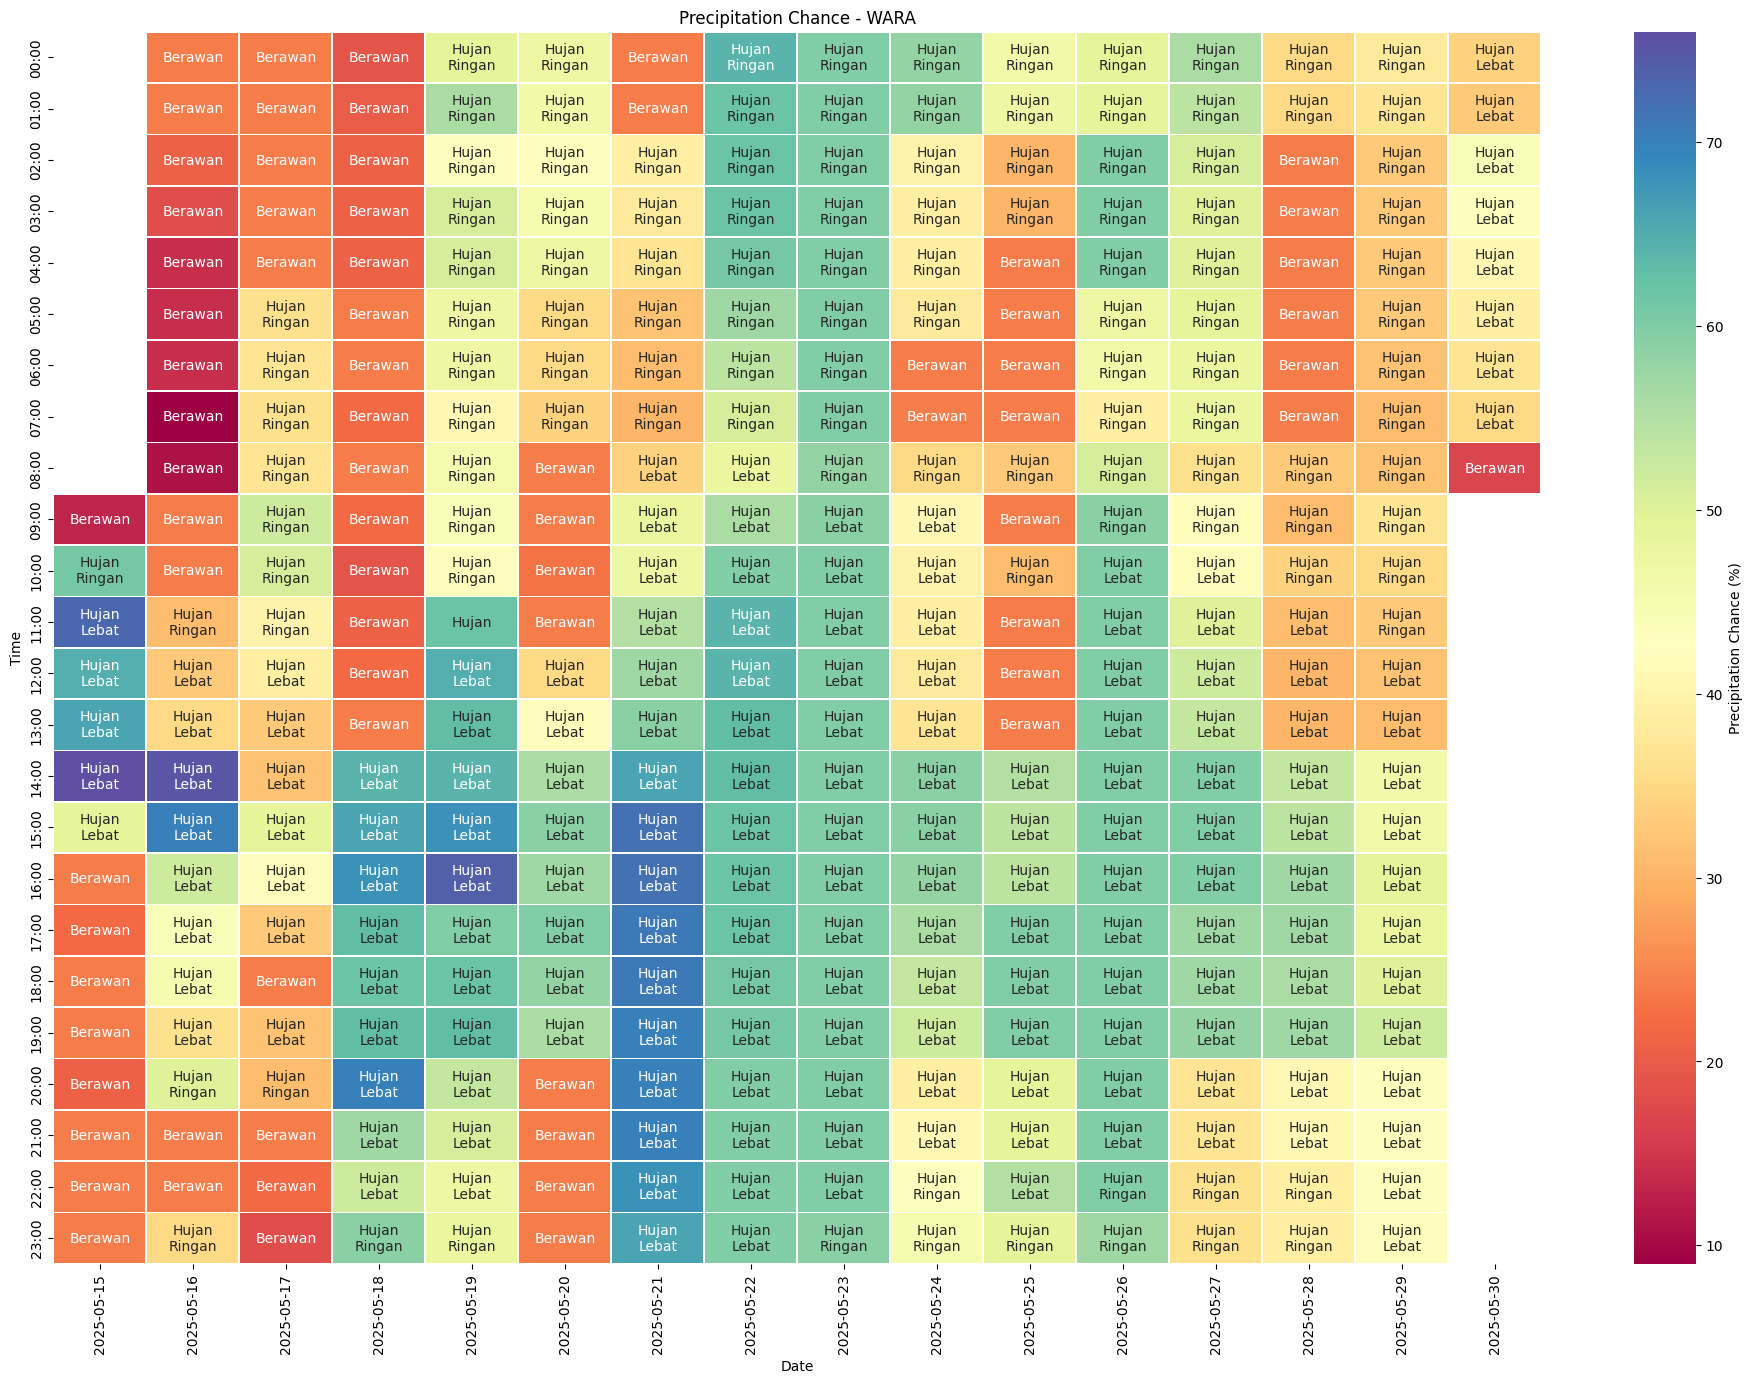 Precipitation Chance - WARA
00:00 Berawan Berawan Berawan Hujan Ringan Hujan Ringan Berawan Hujan Ringan Hujan Ringan Hujan Ringan Hujan Ringan Hujan Ringan Hujan Ringan Hujan Ringan Hujan Ringan Hujan Lebat
01:00 Berawan Berawan Berawan Hujan Ringan Hujan Ringan Berawan Hujan Ringan Hujan Ringan Hujan Ringan Hujan Ringan Hujan Ringan Hujan Ringan Hujan Ringan Hujan Ringan Hujan Lebat
02:00 Berawan Berawan Berawan Hujan Ringan Hujan Ringan Hujan Ringan Hujan Ringan Hujan Ringan Hujan Ringan Hujan Ringan Hujan Ringan Hujan Ringan Berawan Hujan Ringan Hujan Lebat
03:00 Berawan Berawan Berawan Hujan Ringan Hujan Ringan Hujan Ringan Hujan Ringan Hujan Ringan Hujan Ringan Hujan Ringan Hujan Ringan Hujan Ringan Berawan Hujan Ringan Hujan Lebat
04:00 Berawan Berawan Berawan Hujan Ringan Hujan Ringan Hujan Ringan Hujan Ringan Hujan Ringan Hujan Ringan Berawan Hujan Ringan Hujan Ringan Berawan Hujan Ringan Hujan Lebat
05:00 Berawan Hujan Ringan Berawan Hujan Ringan Hujan Ringan Hujan Ringan Hujan Ringan Hujan Ringan Hujan Ringan Berawan Hujan Ringan Hujan Ringan Berawan Hujan Ringan Hujan Lebat
06:00 Berawan Hujan Ringan Berawan Hujan Ringan Hujan Ringan Hujan Ringan Hujan Ringan Hujan Ringan Berawan Berawan Hujan Ringan Hujan Ringan Berawan Hujan Ringan Hujan Lebat
07:00 Berawan Hujan Ringan Berawan Hujan Ringan Hujan Ringan Hujan Ringan Hujan Ringan Hujan Ringan Berawan Berawan Hujan Ringan Hujan Ringan Berawan Hujan Ringan Hujan Lebat
08:00 Berawan Hujan Ringan Berawan Hujan Ringan Berawan Hujan Lebat Hujan Lebat Hujan Ringan Hujan Ringan Hujan Ringan Hujan Ringan Hujan Ringan Hujan Ringan Hujan Ringan Berawan
09:00 Berawan Berawan Hujan Ringan Berawan Hujan Ringan Berawan Hujan Lebat Hujan Lebat Hujan Lebat Hujan Lebat Berawan Hujan Ringan Hujan Ringan Hujan Ringan Hujan Ringan
10:00 Hujan Ringan Berawan Hujan Ringan Berawan Hujan Ringan Berawan Hujan Lebat Hujan Lebat Hujan Lebat Hujan Lebat Hujan Ringan Hujan Lebat Hujan Lebat Hujan Ringan Hujan Ringan
11:00 Hujan Lebat Hujan Ringan Hujan Ringan Berawan Hujan Berawan Hujan Lebat Hujan Lebat Hujan Lebat Hujan Lebat Berawan Hujan Lebat Hujan Lebat Hujan Lebat Hujan Ringan
12:00 Hujan Lebat Hujan Lebat Hujan Lebat Berawan Hujan Lebat Hujan Lebat Hujan Lebat Hujan Lebat Hujan Lebat Hujan Lebat Berawan Hujan Lebat Hujan Lebat Hujan Lebat Hujan Lebat
13:00 Hujan Lebat Hujan Lebat Hujan Lebat Berawan Hujan Lebat Hujan Lebat Hujan Lebat Hujan Lebat Hujan Lebat Hujan Lebat Berawan Hujan Lebat Hujan Lebat Hujan Lebat Hujan Lebat
14:00 Hujan Lebat Hujan Lebat Hujan Lebat Hujan Lebat Hujan Lebat Hujan Lebat Hujan Lebat Hujan Lebat Hujan Lebat Hujan Lebat Hujan Lebat Hujan Lebat Hujan Lebat Hujan Lebat Hujan Lebat
15:00 Hujan Lebat Hujan Lebat Hujan Lebat Hujan Lebat Hujan Lebat Hujan Lebat Hujan Lebat Hujan Lebat Hujan Lebat Hujan Lebat Hujan Lebat Hujan Lebat Hujan Lebat Hujan Lebat Hujan Lebat
16:00 Berawan Hujan Lebat Hujan Lebat Hujan Lebat Hujan Lebat Hujan Lebat Hujan Lebat Hujan Lebat Hujan Lebat Hujan Lebat Hujan Lebat Hujan Lebat Hujan Lebat Hujan Lebat Hujan Lebat
17:00 Berawan Hujan Lebat Hujan Lebat Hujan Lebat Hujan Lebat Hujan Lebat Hujan Lebat Hujan Lebat Hujan Lebat Hujan Lebat Hujan Lebat Hujan Lebat Hujan Lebat Hujan Lebat Hujan Lebat
18:00 Berawan Hujan Lebat Berawan Hujan Lebat Hujan Lebat Hujan Lebat Hujan Lebat Hujan Lebat Hujan Lebat Hujan Lebat Hujan Lebat Hujan Lebat Hujan Lebat Hujan Lebat Hujan Lebat
19:00 Berawan Hujan Lebat Hujan Lebat Hujan Lebat Hujan Lebat Hujan Lebat Hujan Lebat Hujan Lebat Hujan Lebat Hujan Lebat Hujan Lebat Hujan Lebat Hujan Lebat Hujan Lebat Hujan Lebat
20:00 Berawan Hujan Ringan Hujan Ringan Hujan Lebat Hujan Lebat Berawan Hujan Lebat Hujan Lebat Hujan Lebat Hujan Lebat Hujan Lebat Hujan Lebat Hujan Lebat Hujan Lebat Hujan Lebat
21:00 Berawan Berawan Berawan Hujan Lebat Hujan Lebat Berawan Hujan Lebat Hujan Lebat Hujan Lebat Hujan Lebat Hujan Lebat Hujan Lebat Hujan Lebat Hujan Lebat Hujan Lebat
22:00 Berawan Berawan Berawan Hujan Lebat Hujan Lebat Berawan Hujan Lebat Hujan Lebat Hujan Lebat Hujan Ringan Hujan Lebat Hujan Ringan Hujan Ringan Hujan Ringan Hujan Lebat
23:00 Berawan Hujan Ringan Berawan Hujan Ringan Hujan Ringan Berawan Hujan Lebat Hujan Lebat Hujan Ringan Hujan Ringan Hujan Ringan Hujan Ringan Hujan Ringan Hujan Ringan Hujan Lebat
Time
2025-05-15 2025-05-16 2025-05-17 2025-05-18 2025-05-19 2025-05-20 2025-05-21 2025-05-22 2025-05-23 2025-05-24 2025-05-25 2025-05-26 2025-05-27 2025-05-28 2025-05-29 2025-05-30
Date
70
60
50
40
30
20
10
Precipitation Chance (%)